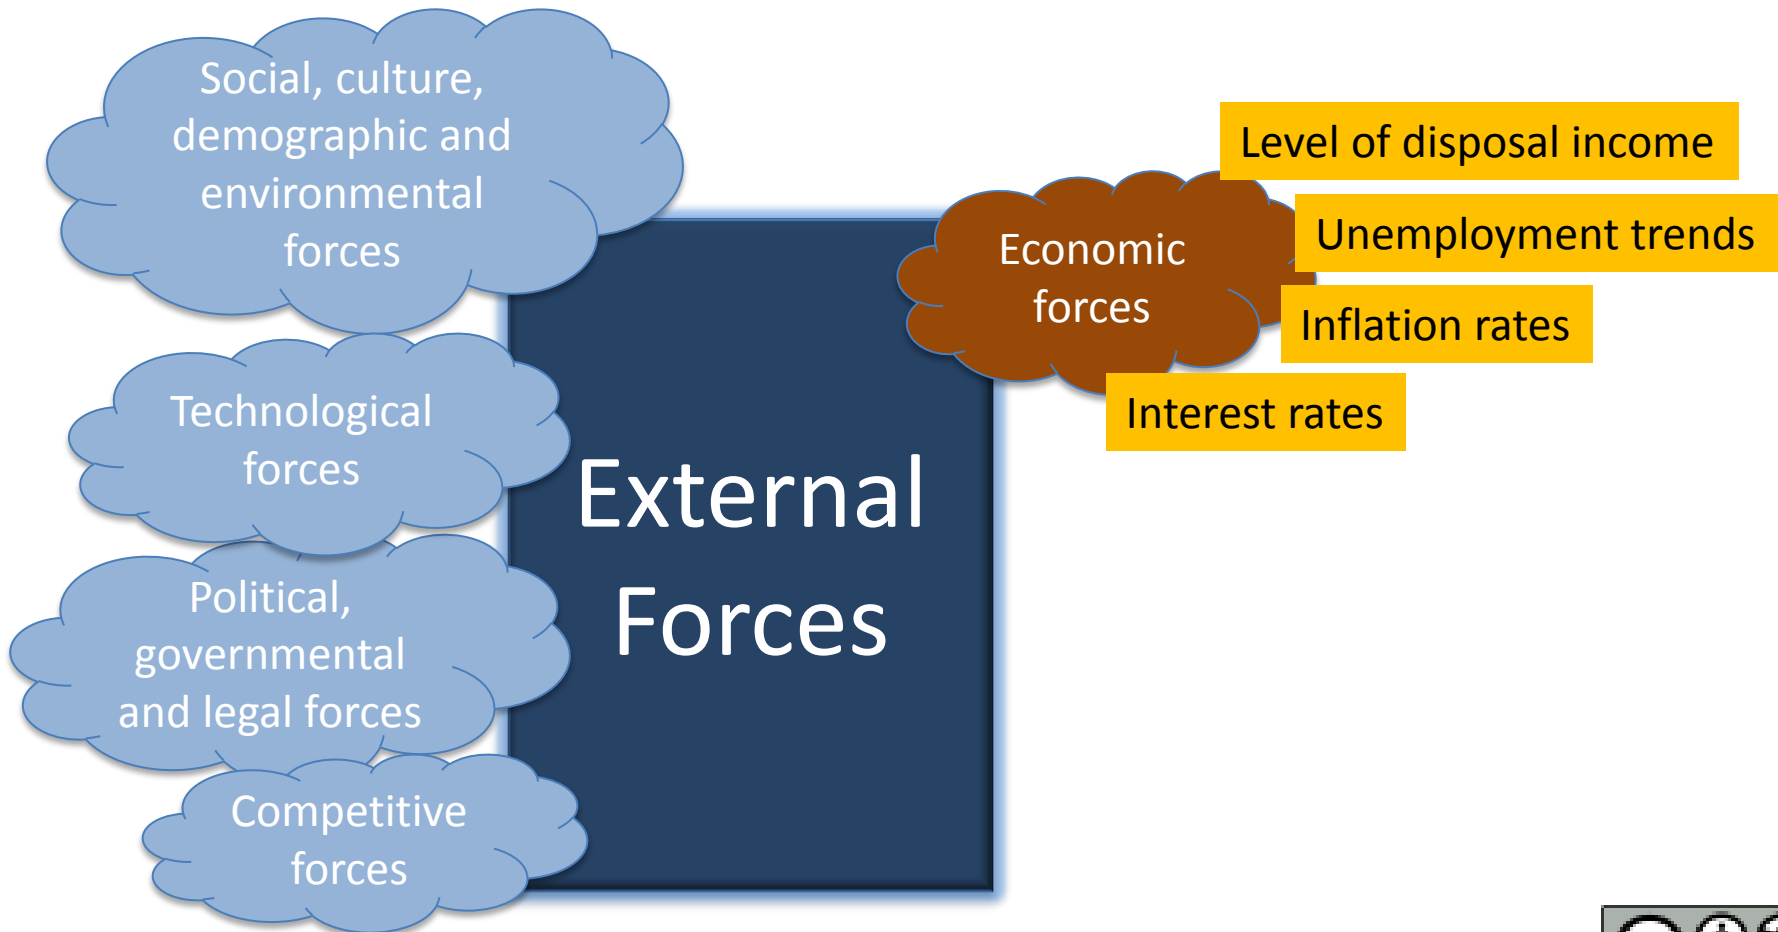 Social, culture,
demographic and
environmental
forces
Technological
forces
Political,
governmental
and legal forces
Competitive
forces
External
Forces
Economic
forces
Level of disposal income
Unemployment trends
Inflation rates
Interest rates